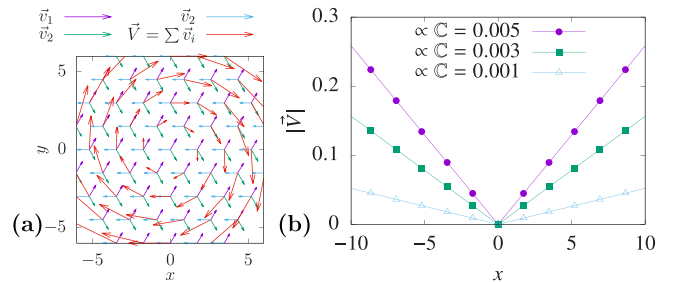 v⃗₁ v⃗₂
v⃗₂ V⃗ = ∑ v⃗ᵢ
5
0
−5
y
−5 0 5
x
(a)
0.3
0.2
0.1
0
|V⃗|
∝ ℂ = 0.005
∝ ℂ = 0.003
∝ ℂ = 0.001
−10 −5 0 5 10
x
(b)